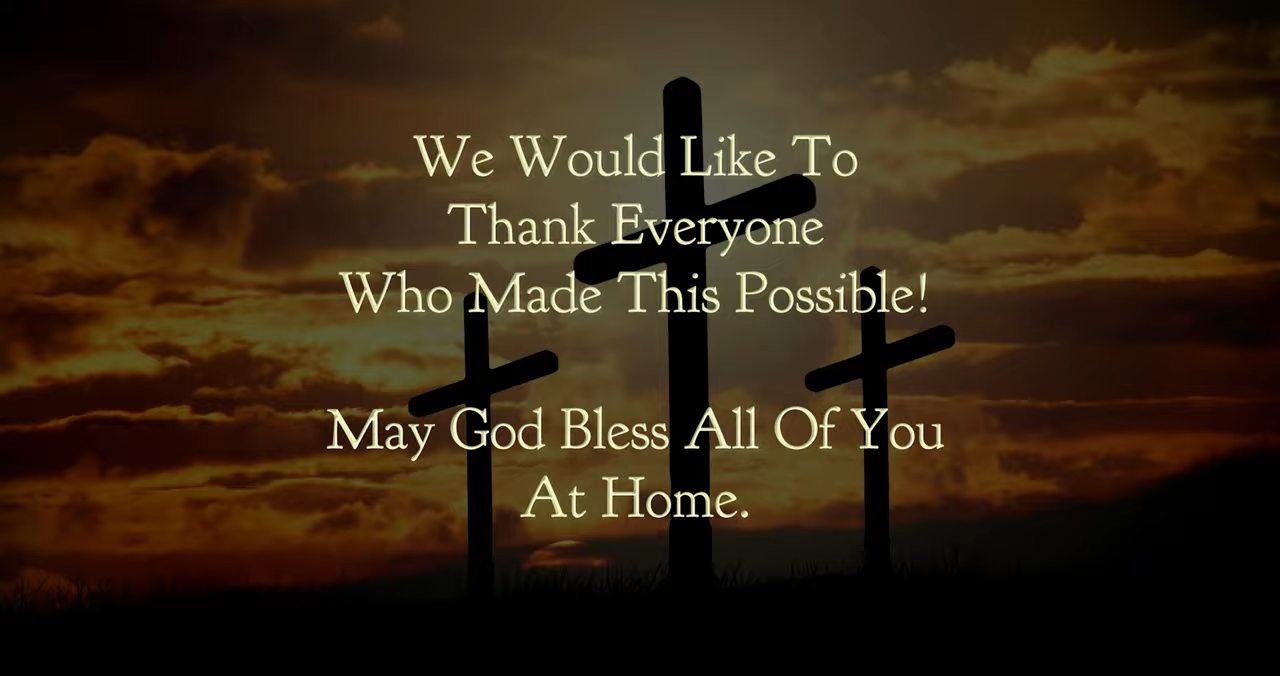 We Would Like To
Thank Everyone
Who Made This Possible!
May God Bless All Of You
At Home.